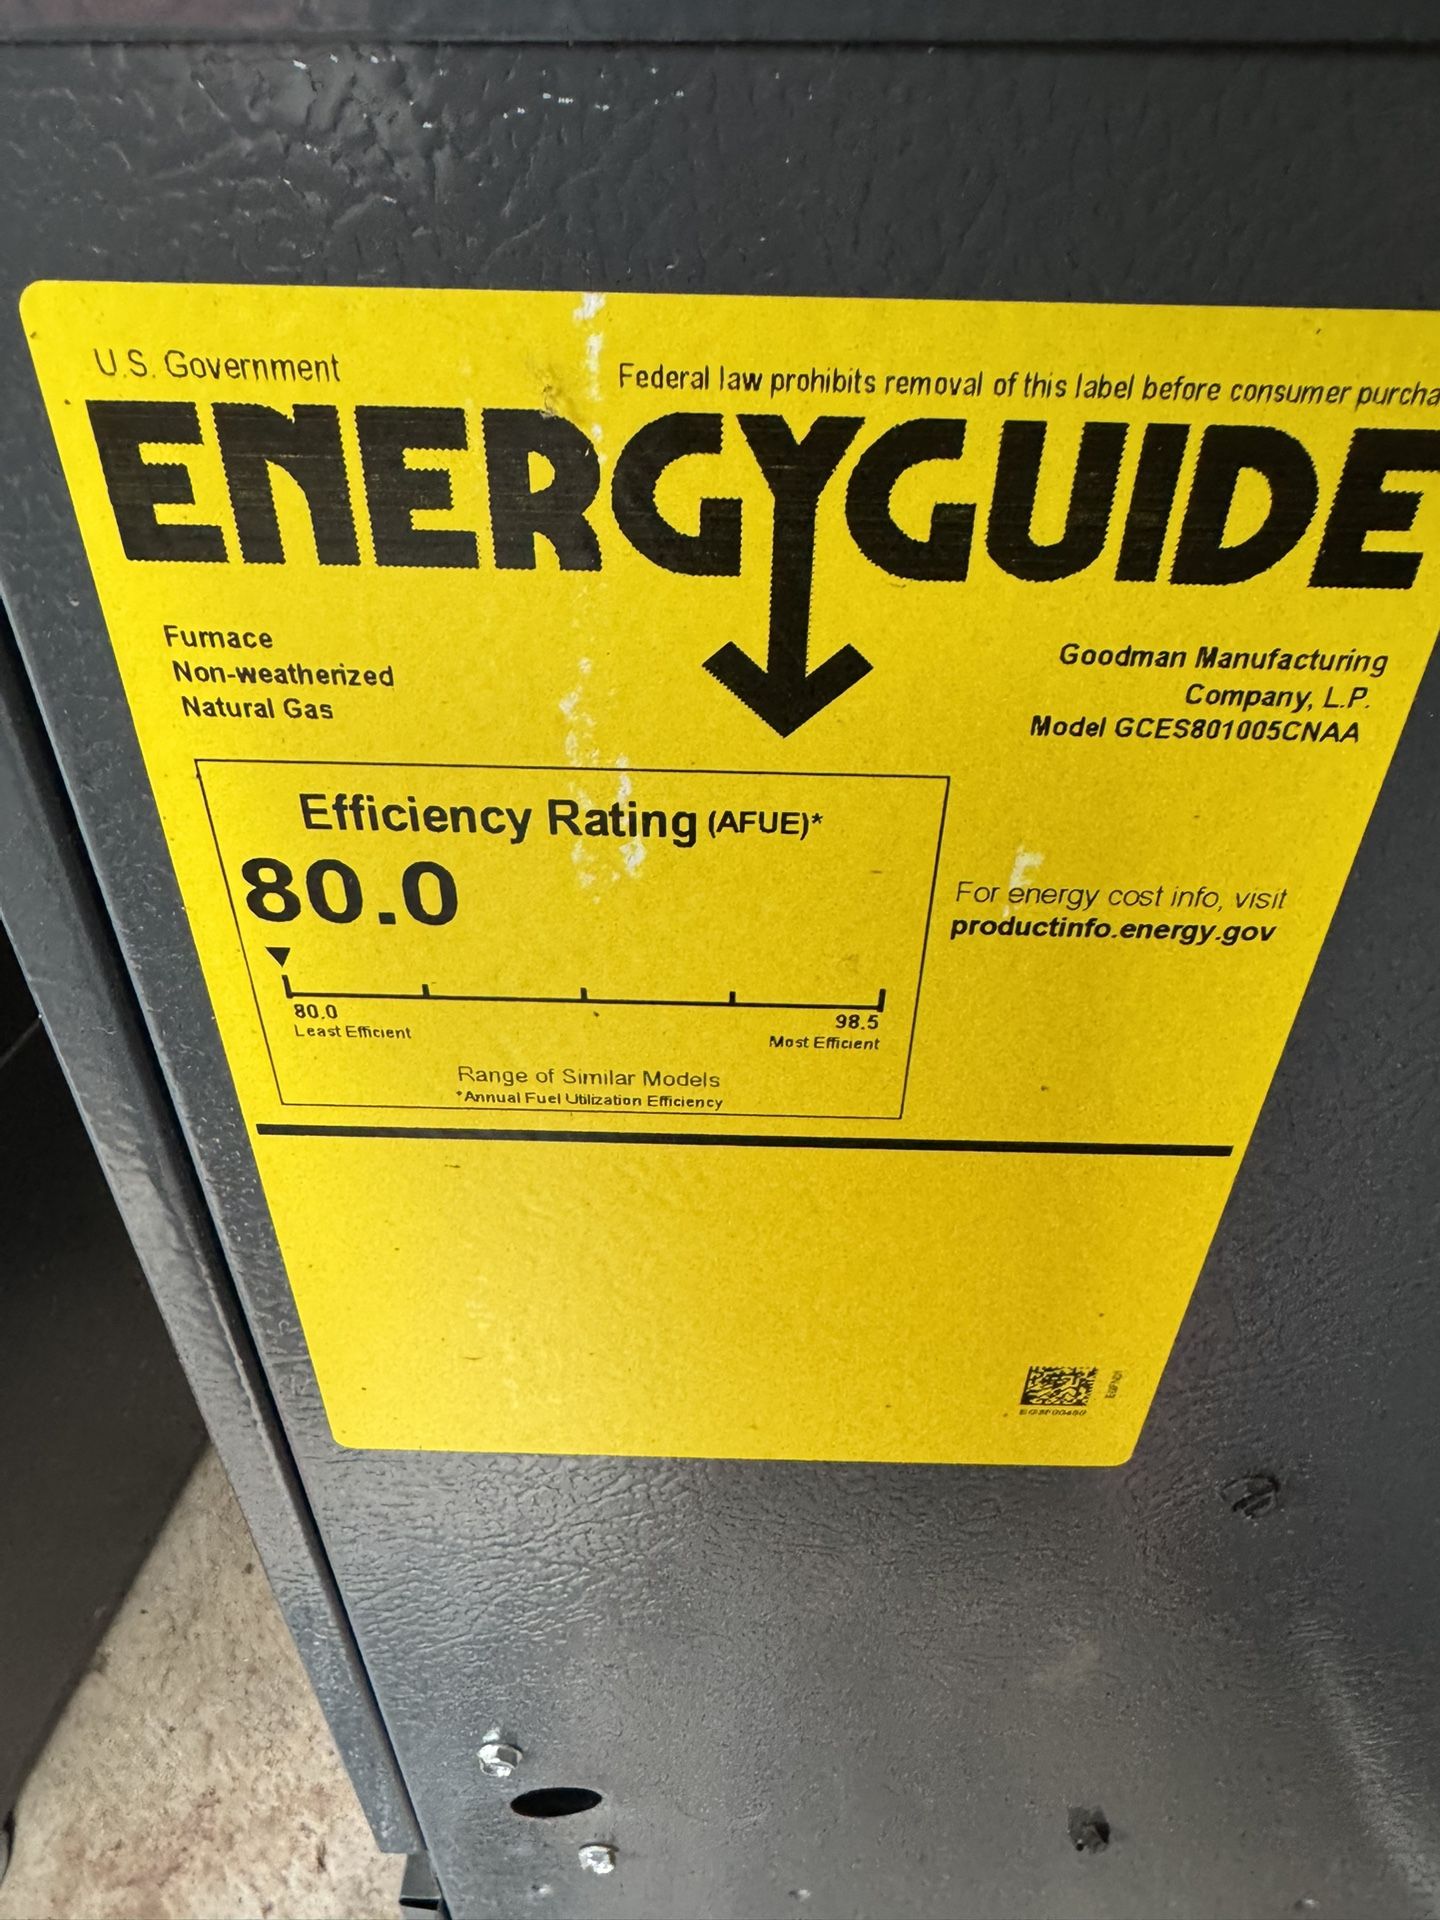 U.S. Government
Federal law prohibits removal of this label before consumer purcha
ENERGYGUIDE
Furnace
Non-weatherized
Natural Gas
Goodman Manufacturing
Company, L.P.
Model GCES801005CNAA
Efficiency Rating (AFUE)*
80.0
80.0
Least Efficient
98.5
Most Efficient
Range of Similar Models
*Annual Fuel Utilization Efficiency
For energy cost info, visit
productinfo.energy.gov